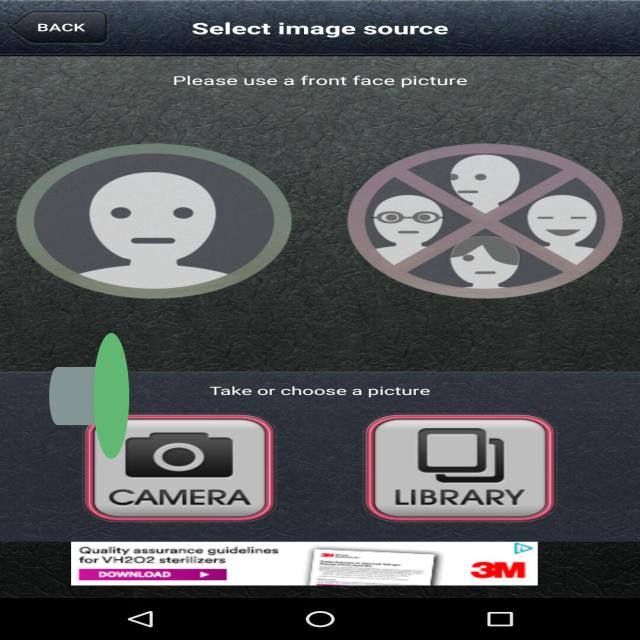 BACK
Select image source
Please use a front face picture
Take or choose a picture
CAMERA
LIBRARY
Quality assurance guidelines
for VH2O2 sterilizers
DOWNLOAD
3M
3M